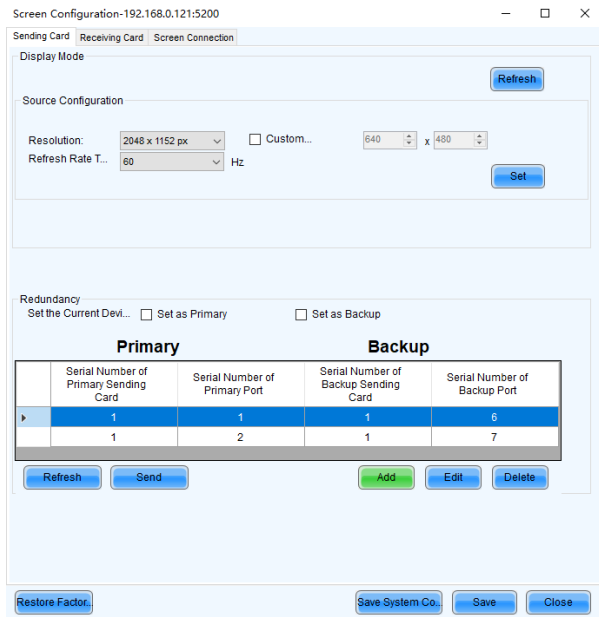 Screen Configuration-192.168.0.121:5200
Sending Card Receiving Card Screen Connection
Display Mode
Refresh
Source Configuration
Resolution: 2048 x 1152 px Custom... 640 x 480
Refresh Rate T... 60 Hz
Set
Redundancy
Set the Current Devi... Set as Primary Set as Backup
Primary Backup
Serial Number of Primary Sending Card Serial Number of Primary Port Serial Number of Backup Sending Card Serial Number of Backup Port
1 1 1 6
1 2 1 7
Refresh Send Add Edit Delete
Restore Factor... Save System Co... Save Close